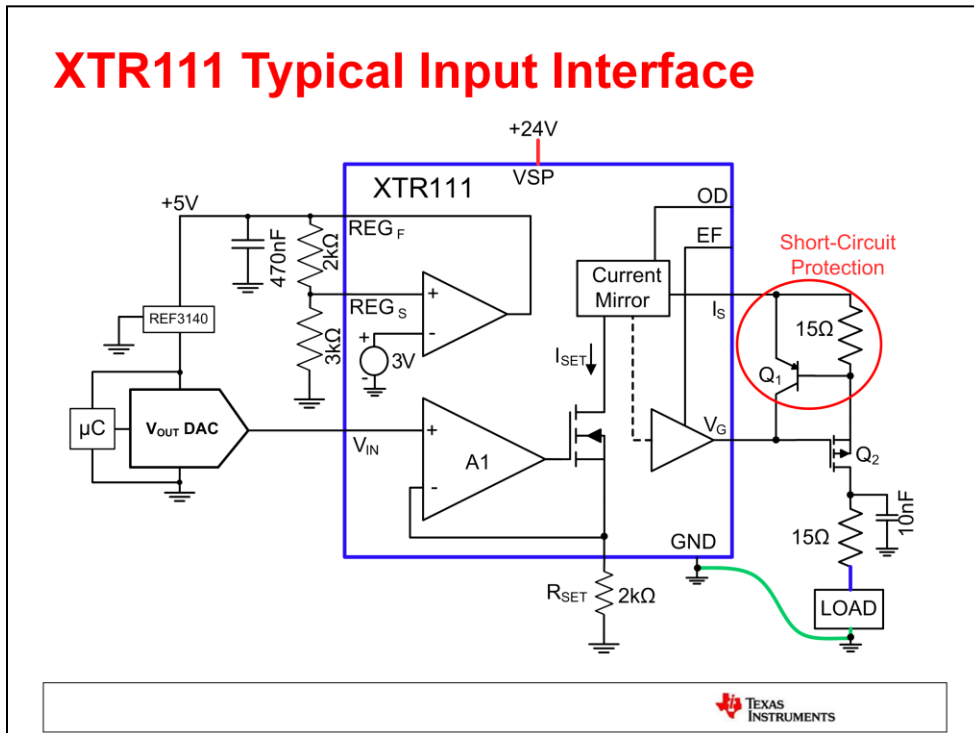 XTR111 Typical Input Interface
+24V
VSP
XTR111
OD
+5V
REGF
EF
Short-Circuit
Protection
470nF
2kΩ
Current
Mirror
REF3140
REGS
IS
15Ω
+
-
3kΩ
+
-
3V
ISET
Q1
µC
VOUT DAC
VIN
+
A1
-
VG
Q2
10nF
GND
15Ω
RSET
2kΩ
LOAD
TEXAS
INSTRUMENTS